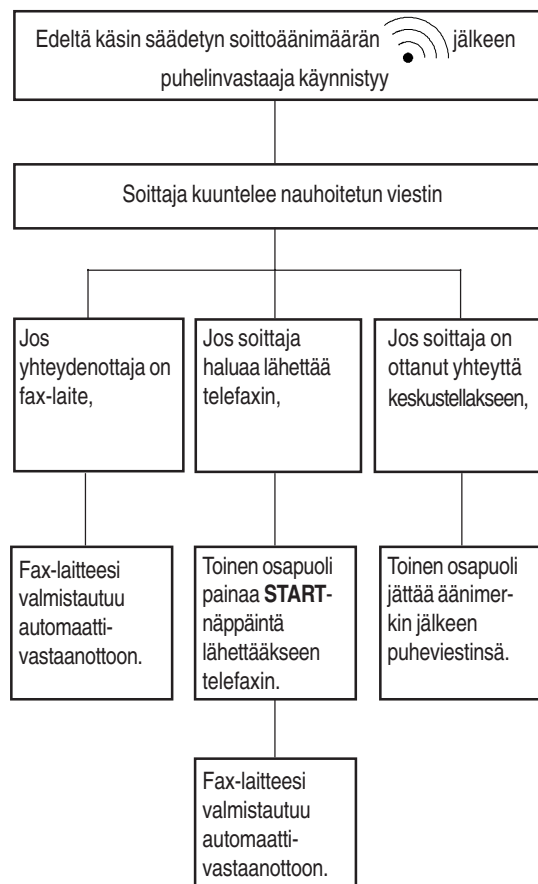 Edeltä käsin säädetyn soittoäänimäärän jälkeen
puhelinvastaaja käynnistyy
Soittaja kuuntelee nauhoitetun viestin
Jos
yhteydenottaja on
fax-laite,
Jos soittaja
haluaa lähettää
telefaxin,
Jos soittaja on
ottanut yhteyttä
keskustellakseen,
Fax-laitteesi
valmistautuu
automaatti-
vastaanottoon.
Toinen osapuoli
painaa START-
näppäintä
lähettääkseen
telefaxin.
Toinen osapuoli
jättää äänimer-
kin jälkeen
puheviestinsä.
Fax-laitteesi
valmistautuu
automaatti-
vastaanottoon.